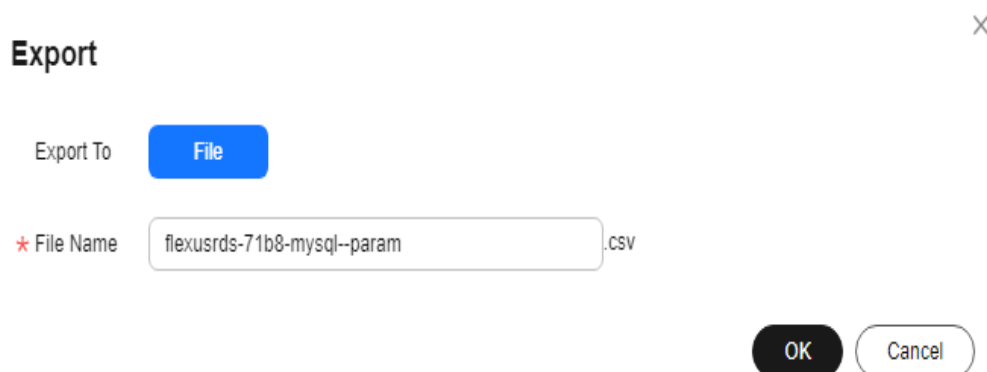 Export
Export To File
* File Name flexusrds-71b8-mysql--param .csv
OK Cancel